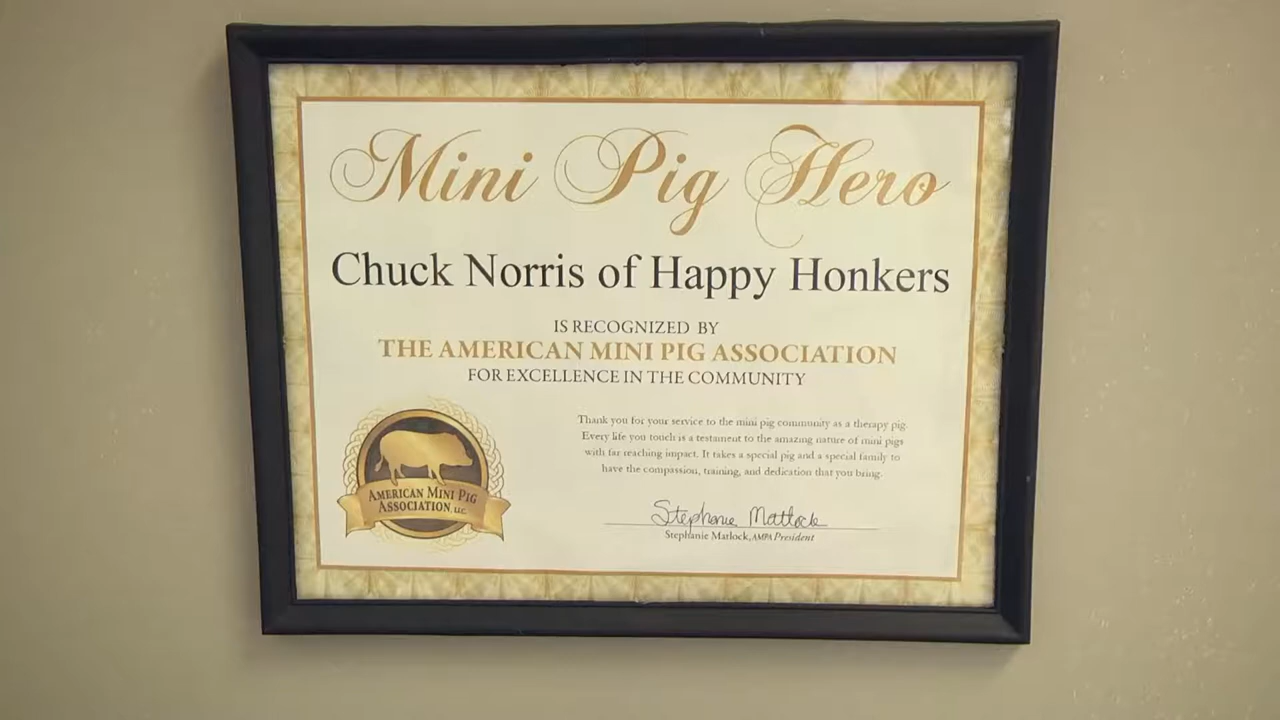 Mini Pig Hero
Chuck Norris of Happy Honkers
IS RECOGNIZED BY
THE AMERICAN MINI PIG ASSOCIATION
FOR EXCELLENCE IN THE COMMUNITY
Thank you for your service to the mini pig community as a therapy pig.
Every life you touch is a testament to the amazing nature of mini pigs
with far reaching impact. It takes a special pig and a special family to
have the compassion, training, and dedication that you bring.
AMERICAN MINI PIG
ASSOCIATION, LLC
Stephanie Matlock
Stephanie Matlock, AMPA President